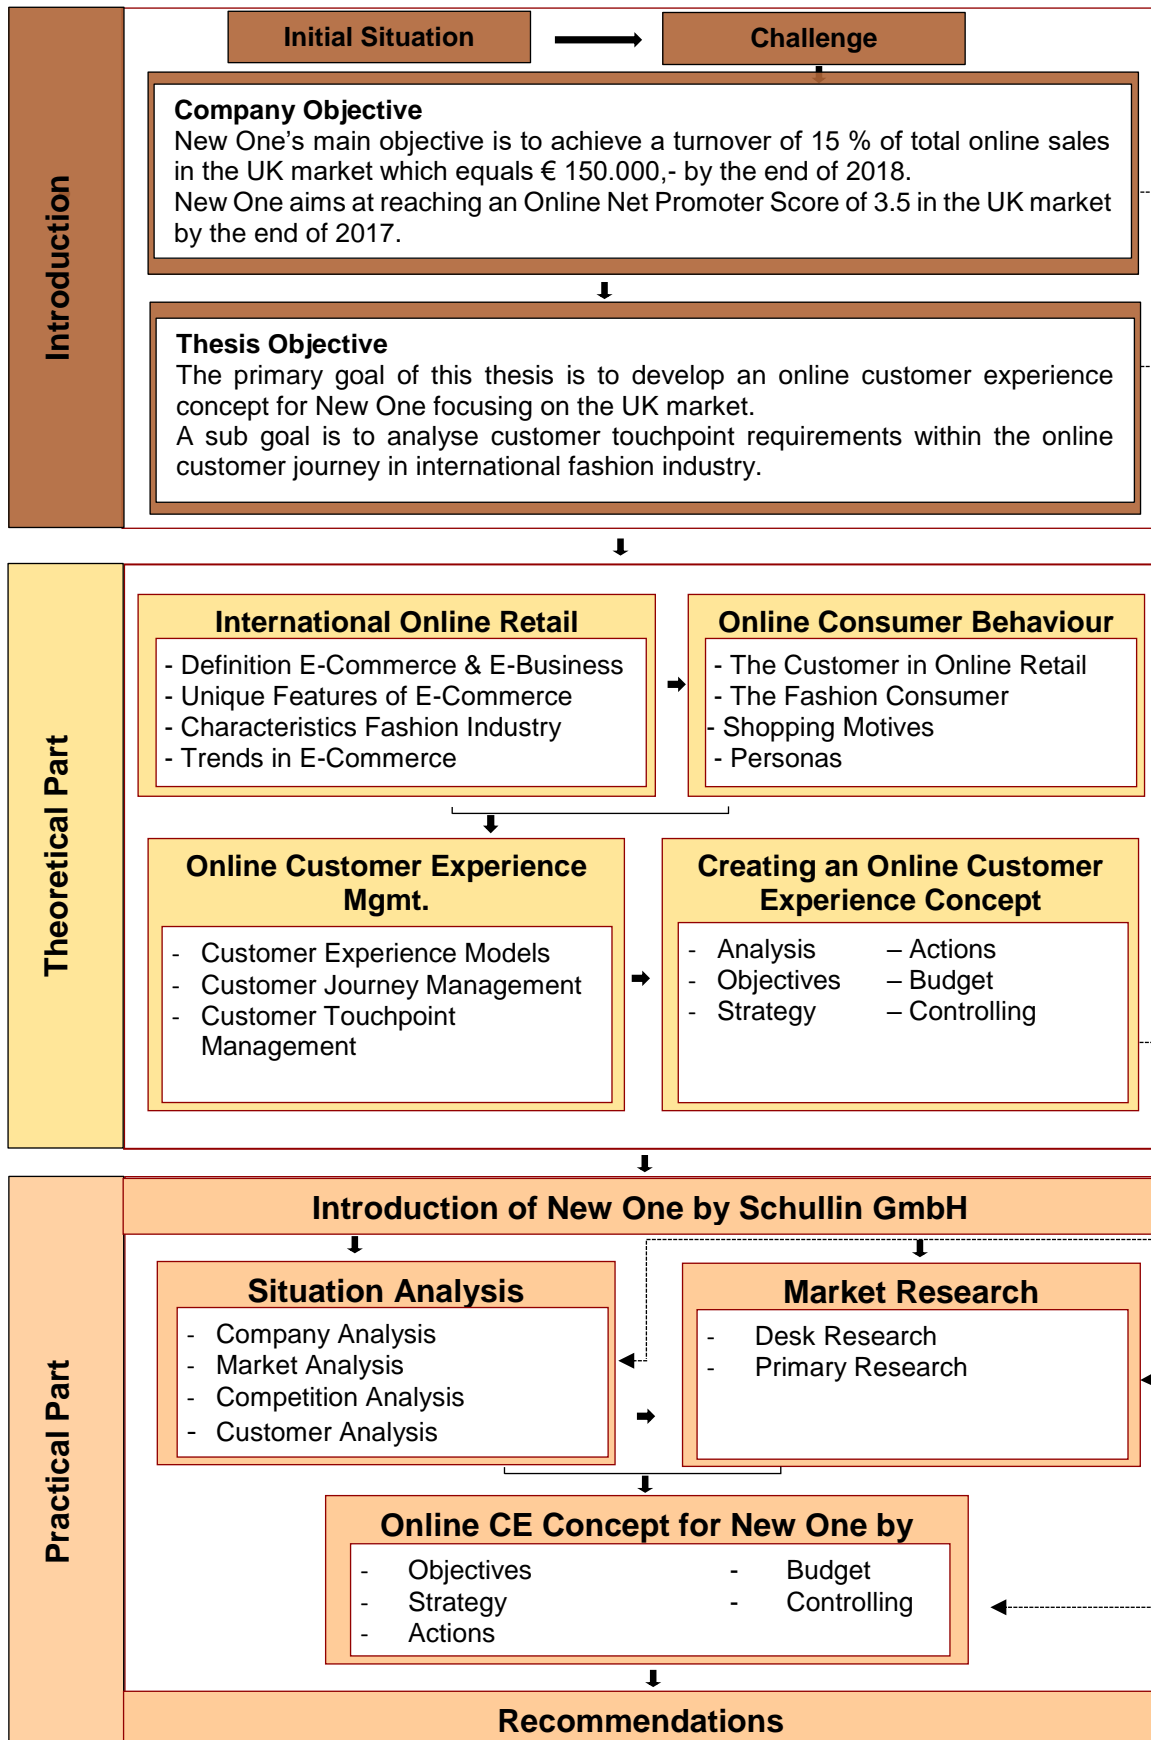 Introduction
Initial Situation
Challenge
Company Objective
New One's main objective is to achieve a turnover of 15 % of total online sales
in the UK market which equals € 150.000,- by the end of 2018.
New One aims at reaching an Online Net Promoter Score of 3.5 in the UK market
by the end of 2017.
Thesis Objective
The primary goal of this thesis is to develop an online customer experience
concept for New One focusing on the UK market.
A sub goal is to analyse customer touchpoint requirements within the online
customer journey in international fashion industry.
Theoretical Part
International Online Retail
- Definition E-Commerce & E-Business
- Unique Features of E-Commerce
- Characteristics Fashion Industry
- Trends in E-Commerce
Online Consumer Behaviour
- The Customer in Online Retail
- The Fashion Consumer
- Shopping Motives
- Personas
Online Customer Experience
Mgmt.
- Customer Experience Models
- Customer Journey Management
- Customer Touchpoint
Management
Creating an Online Customer
Experience Concept
- Analysis – Actions
- Objectives – Budget
- Strategy – Controlling
Practical Part
Introduction of New One by Schullin GmbH
Situation Analysis
- Company Analysis
- Market Analysis
- Competition Analysis
- Customer Analysis
Market Research
- Desk Research
- Primary Research
Online CE Concept for New One by
- Objectives - Budget
- Strategy - Controlling
- Actions
Recommendations